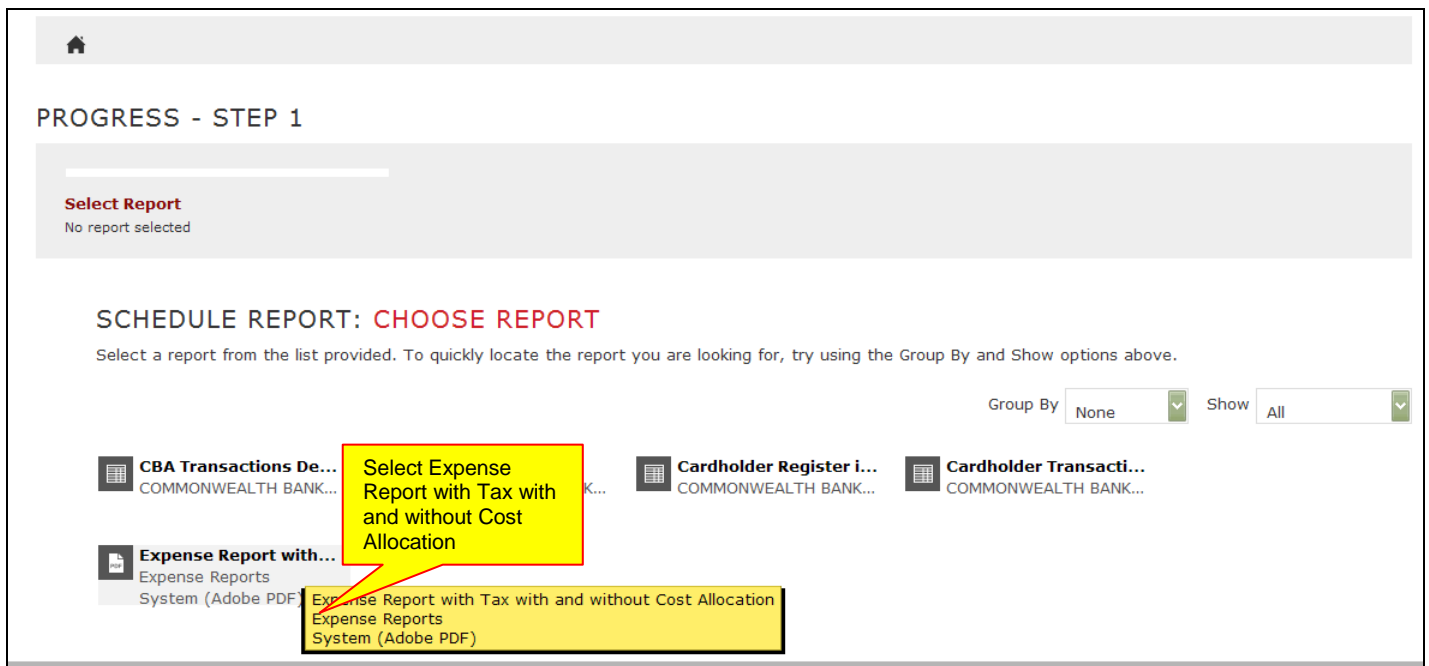 PROGRESS - STEP 1
Select Report
No report selected
SCHEDULE REPORT: CHOOSE REPORT
Select a report from the list provided. To quickly locate the report you are looking for, try using the Group By and Show options above.
Group By None Show All
CBA Transactions De...
COMMONWEALTH BANK...
Select Expense
Report with Tax with
and without Cost
Allocation
K...
Cardholder Register i...
COMMONWEALTH BANK...
Cardholder Transacti...
COMMONWEALTH BANK...
PDF
Expense Report with...
Expense Reports
System (Adobe PDF)
Expense Report with Tax with and without Cost Allocation
Expense Reports
System (Adobe PDF)